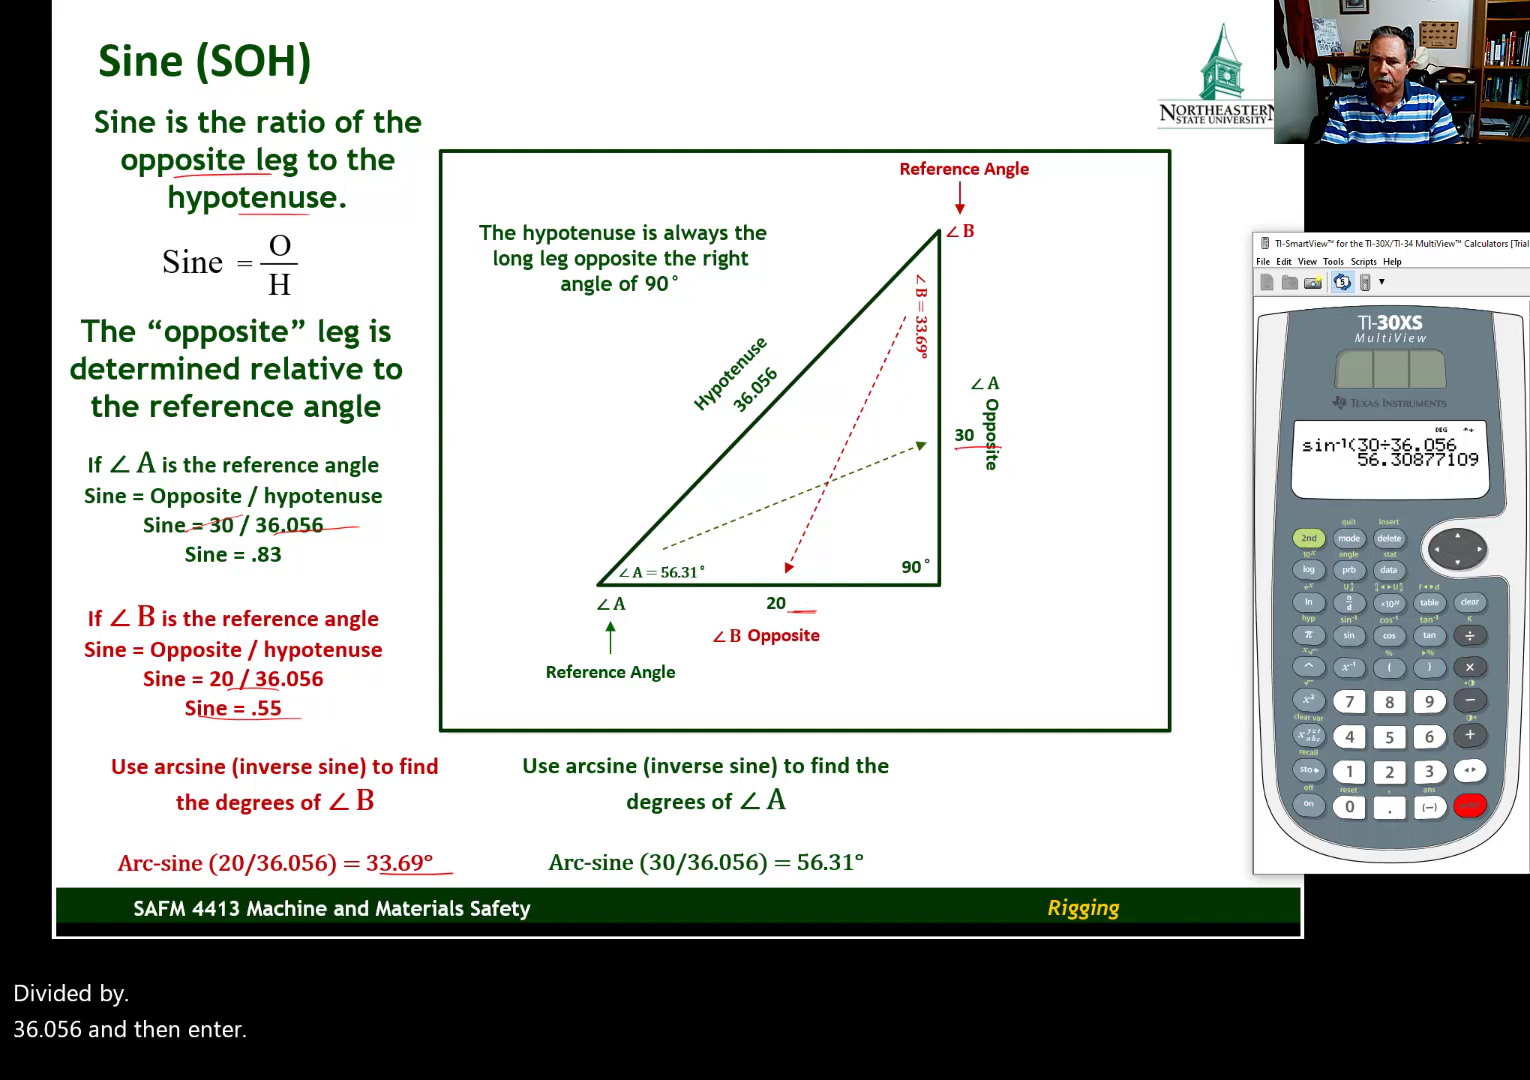 Sine (SOH)
Sine is the ratio of the
opposite leg to the
hypotenuse.
Sine = O
H
The “opposite” leg is
determined relative to
the reference angle
If ∠ A is the reference angle
Sine = Opposite / hypotenuse
Sine = 30 / 36.056
Sine = .83
If ∠ B is the reference angle
Sine = Opposite / hypotenuse
Sine = 20 / 36.056
Sine = .55
Use arcsine (inverse sine) to find
the degrees of ∠ B
Arc-sine (20/36.056) = 33.69°
The hypotenuse is always the
long leg opposite the right
angle of 90°
Reference Angle
∠ B
∠ B = 33.69°
Hypotenuse
36.056
∠ A
Opposite
30
90°
∠ A = 56.31°
∠ A
20
∠ B Opposite
Reference Angle
Use arcsine (inverse sine) to find the
degrees of ∠ A
Arc-sine (30/36.056) = 56.31°
NORTHEASTERN
STATE UNIVERSITY
SAFM 4413 Machine and Materials Safety
Rigging
TI-SmartView™ for the TI-30X/TI-34 MultiView™ Calculators [Trial
File Edit View Tools Scripts Help
TI-30XS
MultiView
TEXAS INSTRUMENTS
DEG
sin⁻¹(30÷36.056
56.30877109
quit insert
2nd mode delete
10ˣ angle stat
log prb data
eˣ
ln n/d ×10ⁿ table clear
hyp sin⁻¹ cos⁻¹ tan⁻¹ K
π sin cos tan ÷
^ x⁻¹ ( ) ×
x² 7 8 9 −
clear var
4 5 6 +
recall
sto▸ 1 2 3
off reset , ans
on 0 . (−)
Divided by.
36.056 and then enter.